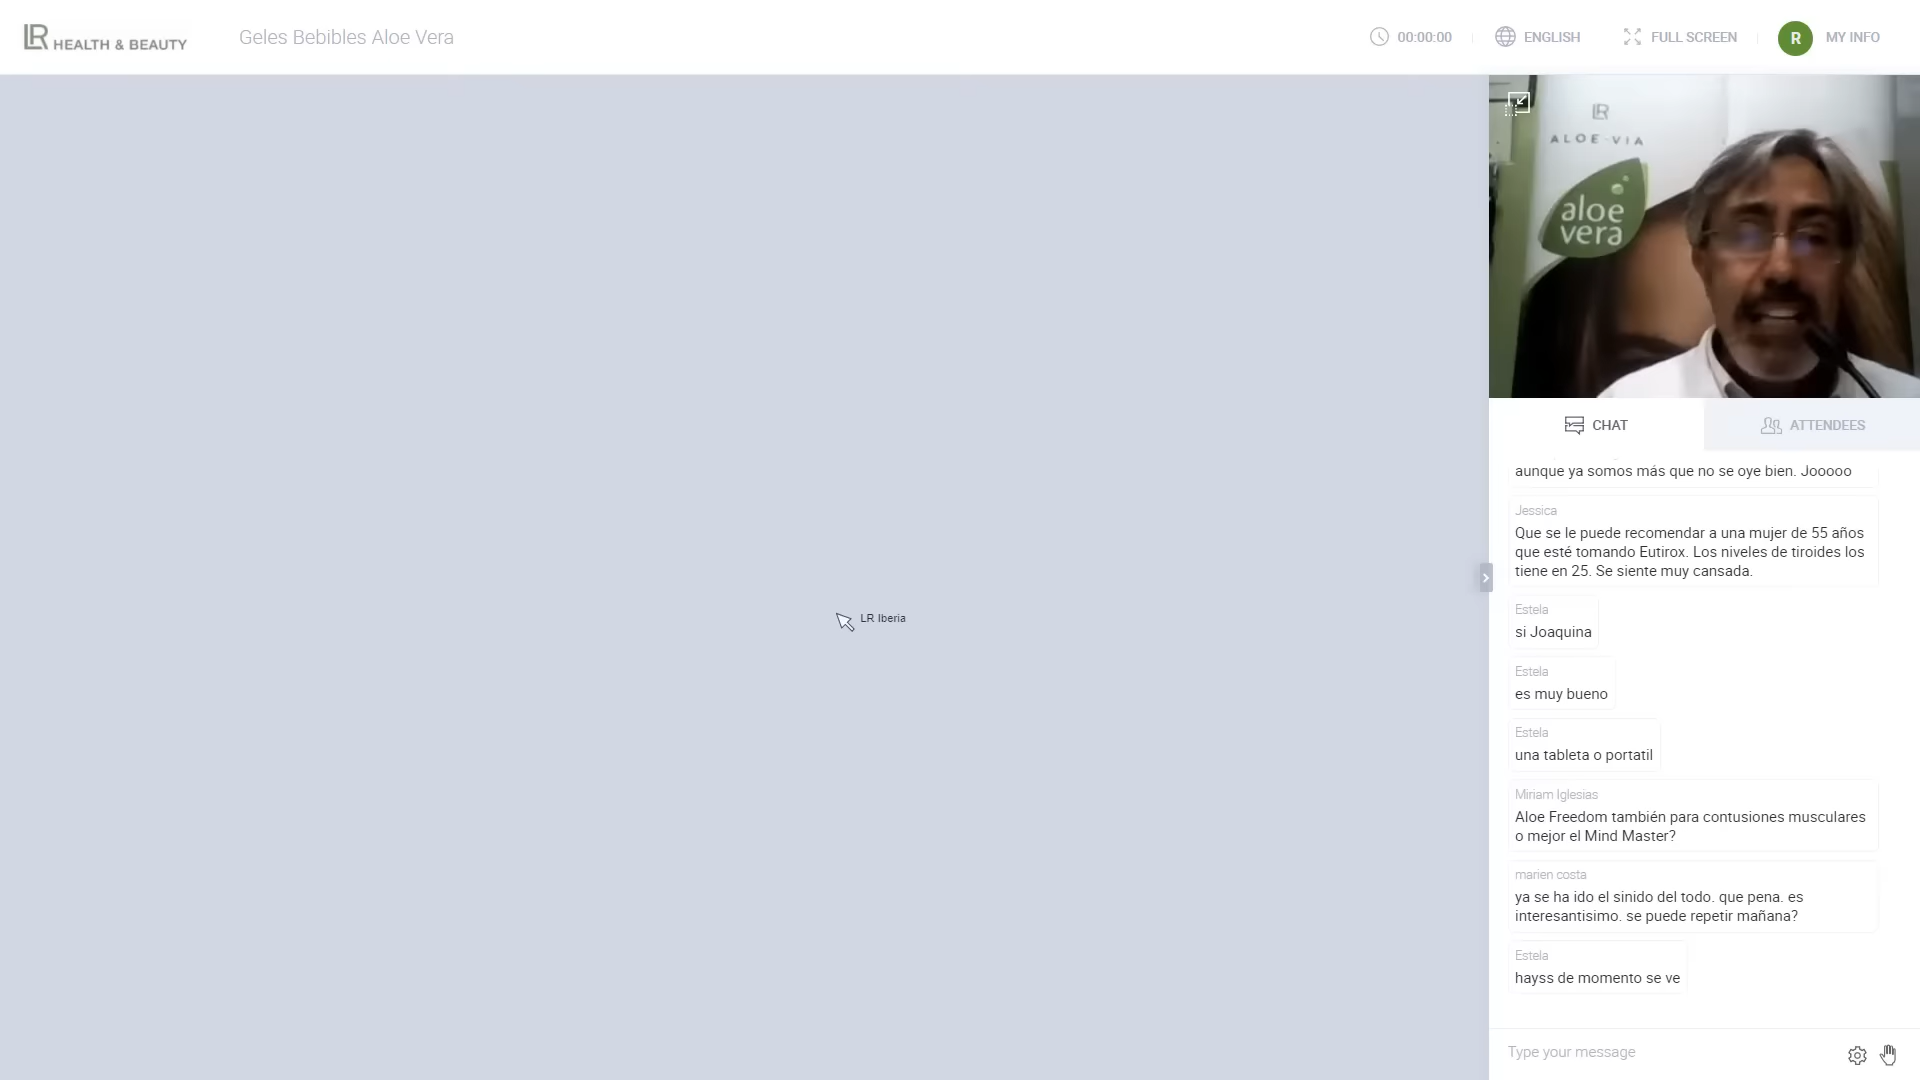 LR HEALTH & BEAUTY
Geles Bebibles Aloe Vera
00:00:00
ENGLISH
FULL SCREEN
R
MY INFO
LR
ALOE VIA
aloe
vera
CHAT
ATTENDEES
aunque ya somos más que no se oye bien. Jooooo
Jessica
Que se le puede recomendar a una mujer de 55 años
que esté tomando Eutirox. Los niveles de tiroides los
tiene en 25. Se siente muy cansada.
Estela
si Joaquina
Estela
es muy bueno
LR Iberia
Estela
una tableta o portatil
Miriam Iglesias
Aloe Freedom también para contusiones musculares
o mejor el Mind Master?
marien costa
ya se ha ido el sinido del todo. que pena. es
interesantisimo. se puede repetir mañana?
Estela
hayss de momento se ve
Type your message